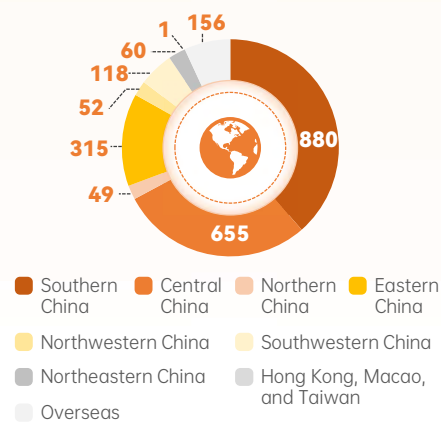 1
156
60
118
52
315
49
880
655
Southern China
Central China
Northern China
Eastern China
Northwestern China
Southwestern China
Northeastern China
Hong Kong, Macao,
and Taiwan
Overseas